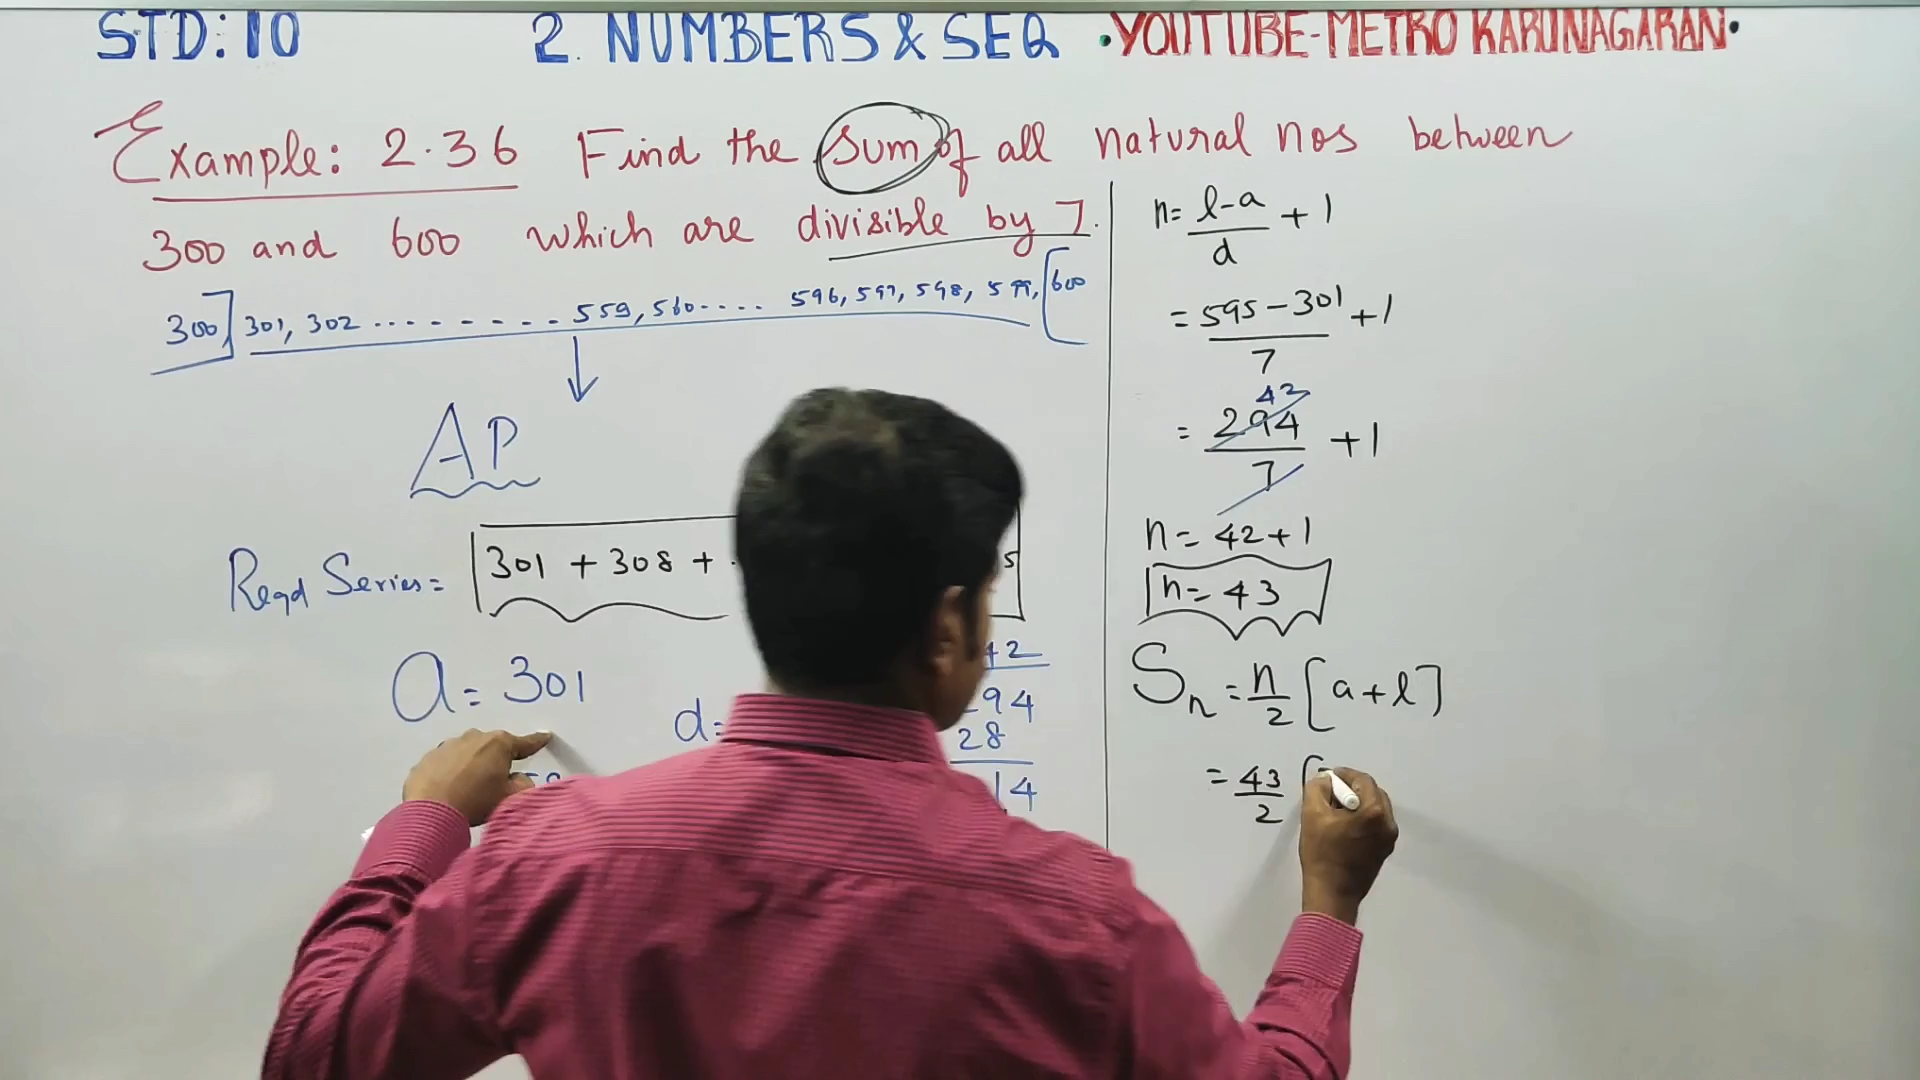 STD:10 2. NUMBERS & SEQ •YOUTUBE-METRO KARUNAGARAN•
Example: 2.36 Find the sum of all natural nos between
300 and 600 which are divisible by 7.
300, 301, 302 ......... 559, 560.... 596, 597, 598, 599, 600
AP
Reqd Series = 301 + 308 +
5
a = 301
d =
42
294
28
14
n = l-a/d + 1
= 595-301/7 + 1
42
= 294/7 + 1
n = 42+1
n = 43
Sn = n/2 [a+l]
= 43/2 [